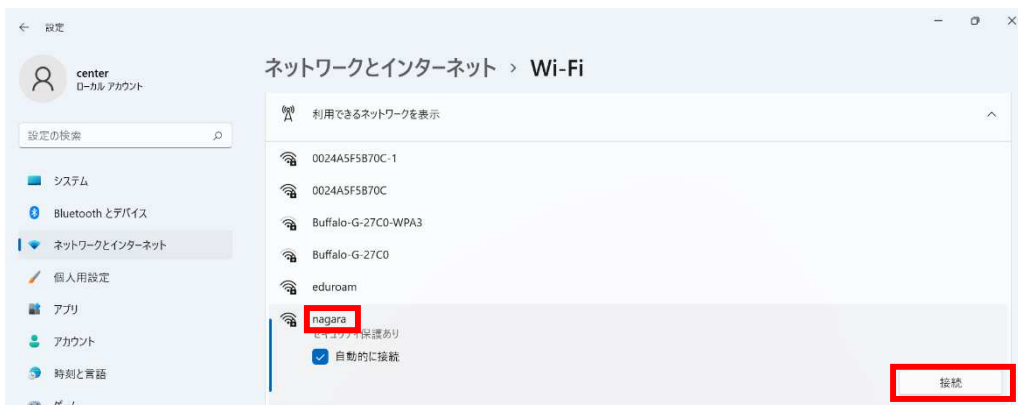 ← 設定
center
ローカル アカウント
設定の検索
システム
Bluetooth とデバイス
ネットワークとインターネット
個人用設定
アプリ
アカウント
時刻と言語
ネットワークとインターネット › Wi-Fi
利用できるネットワークを表示
0024A5F5B70C-1
0024A5F5B70C
Buffalo-G-27C0-WPA3
Buffalo-G-27C0
eduroam
nagara
セキュリティ保護あり
自動的に接続
接続